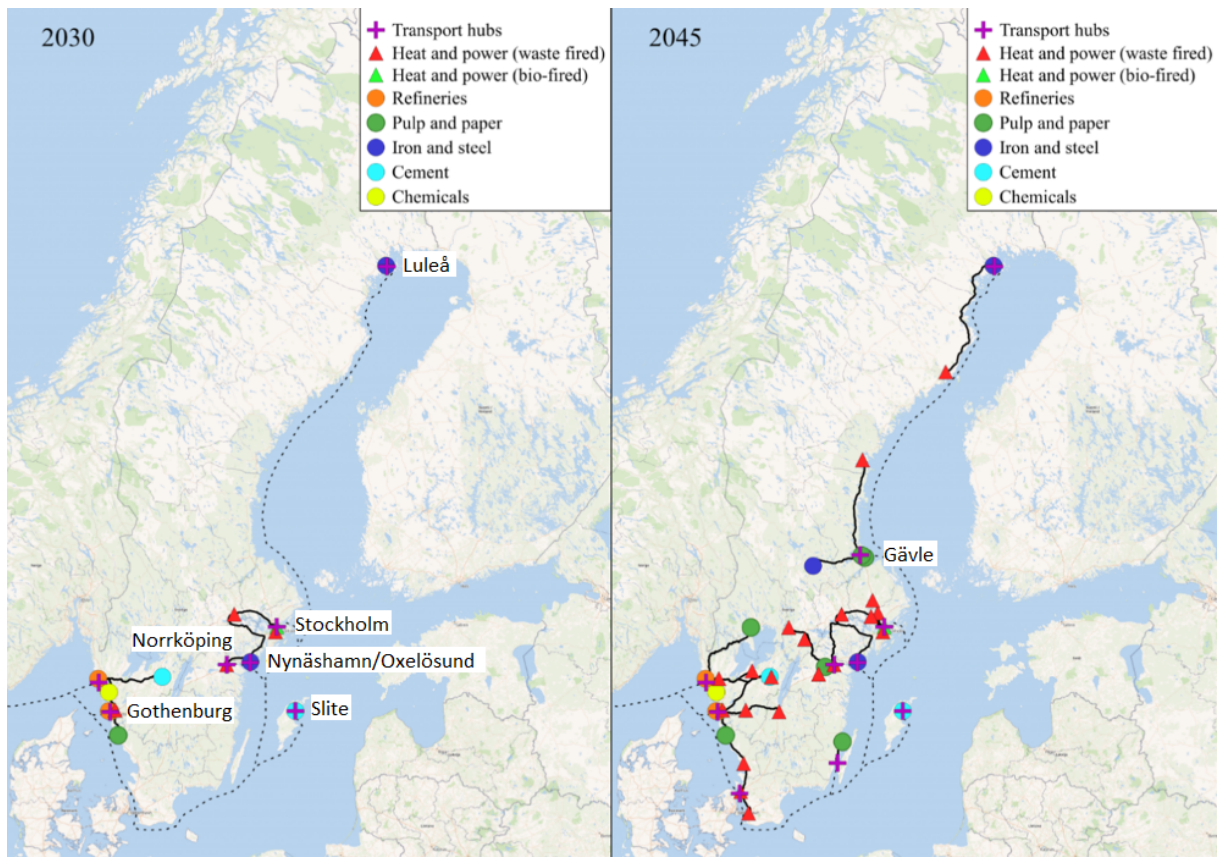 2030
Transport hubs
Heat and power (waste fired)
Heat and power (bio-fired)
Refineries
Pulp and paper
Iron and steel
Cement
Chemicals
Luleå
Stockholm
Norrköping
Nynäshamn/Oxelösund
Gothenburg
Slite
2045
Transport hubs
Heat and power (waste fired)
Heat and power (bio-fired)
Refineries
Pulp and paper
Iron and steel
Cement
Chemicals
Gävle